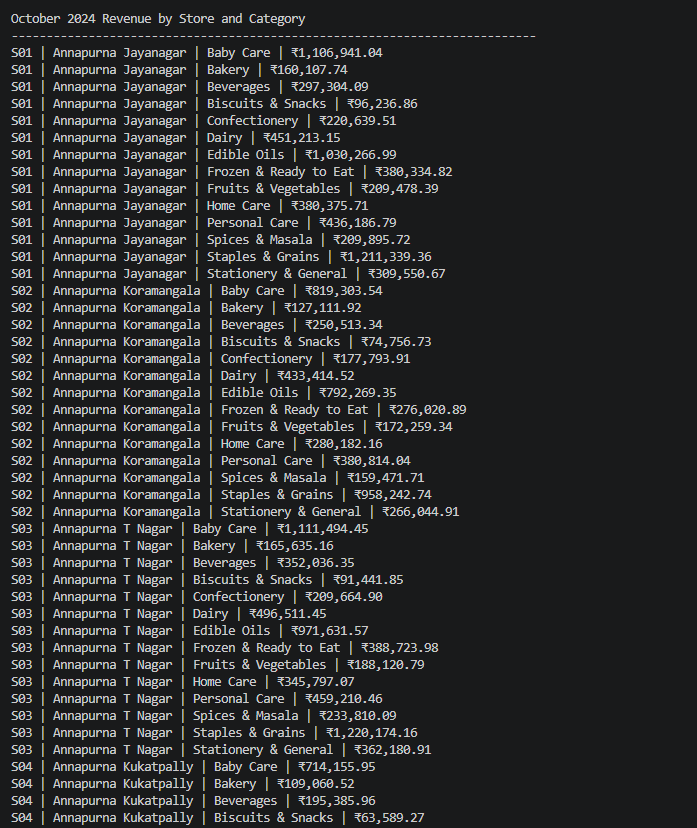 October 2024 Revenue by Store and Category
---------------------------------------------------------------------------
S01 | Annapurna Jayanagar | Baby Care | ₹1,106,941.04
S01 | Annapurna Jayanagar | Bakery | ₹160,107.74
S01 | Annapurna Jayanagar | Beverages | ₹297,304.09
S01 | Annapurna Jayanagar | Biscuits & Snacks | ₹96,236.86
S01 | Annapurna Jayanagar | Confectionery | ₹220,639.51
S01 | Annapurna Jayanagar | Dairy | ₹451,213.15
S01 | Annapurna Jayanagar | Edible Oils | ₹1,030,266.99
S01 | Annapurna Jayanagar | Frozen & Ready to Eat | ₹380,334.82
S01 | Annapurna Jayanagar | Fruits & Vegetables | ₹209,478.39
S01 | Annapurna Jayanagar | Home Care | ₹380,375.71
S01 | Annapurna Jayanagar | Personal Care | ₹436,186.79
S01 | Annapurna Jayanagar | Spices & Masala | ₹209,895.72
S01 | Annapurna Jayanagar | Staples & Grains | ₹1,211,339.36
S01 | Annapurna Jayanagar | Stationery & General | ₹309,550.67
S02 | Annapurna Koramangala | Baby Care | ₹819,303.54
S02 | Annapurna Koramangala | Bakery | ₹127,111.92
S02 | Annapurna Koramangala | Beverages | ₹250,513.34
S02 | Annapurna Koramangala | Biscuits & Snacks | ₹74,756.73
S02 | Annapurna Koramangala | Confectionery | ₹177,793.91
S02 | Annapurna Koramangala | Dairy | ₹433,414.52
S02 | Annapurna Koramangala | Edible Oils | ₹792,269.35
S02 | Annapurna Koramangala | Frozen & Ready to Eat | ₹276,020.89
S02 | Annapurna Koramangala | Fruits & Vegetables | ₹172,259.34
S02 | Annapurna Koramangala | Home Care | ₹280,182.16
S02 | Annapurna Koramangala | Personal Care | ₹380,814.04
S02 | Annapurna Koramangala | Spices & Masala | ₹159,471.71
S02 | Annapurna Koramangala | Staples & Grains | ₹958,242.74
S02 | Annapurna Koramangala | Stationery & General | ₹266,044.91
S03 | Annapurna T Nagar | Baby Care | ₹1,111,494.45
S03 | Annapurna T Nagar | Bakery | ₹165,635.16
S03 | Annapurna T Nagar | Beverages | ₹352,036.35
S03 | Annapurna T Nagar | Biscuits & Snacks | ₹91,441.85
S03 | Annapurna T Nagar | Confectionery | ₹209,664.90
S03 | Annapurna T Nagar | Dairy | ₹496,511.45
S03 | Annapurna T Nagar | Edible Oils | ₹971,631.57
S03 | Annapurna T Nagar | Frozen & Ready to Eat | ₹388,723.98
S03 | Annapurna T Nagar | Fruits & Vegetables | ₹188,120.79
S03 | Annapurna T Nagar | Home Care | ₹345,797.07
S03 | Annapurna T Nagar | Personal Care | ₹459,210.46
S03 | Annapurna T Nagar | Spices & Masala | ₹233,810.09
S03 | Annapurna T Nagar | Staples & Grains | ₹1,220,174.16
S03 | Annapurna T Nagar | Stationery & General | ₹362,180.91
S04 | Annapurna Kukatpally | Baby Care | ₹714,155.95
S04 | Annapurna Kukatpally | Bakery | ₹109,060.52
S04 | Annapurna Kukatpally | Beverages | ₹195,385.96
S04 | Annapurna Kukatpally | Biscuits & Snacks | ₹63,589.27